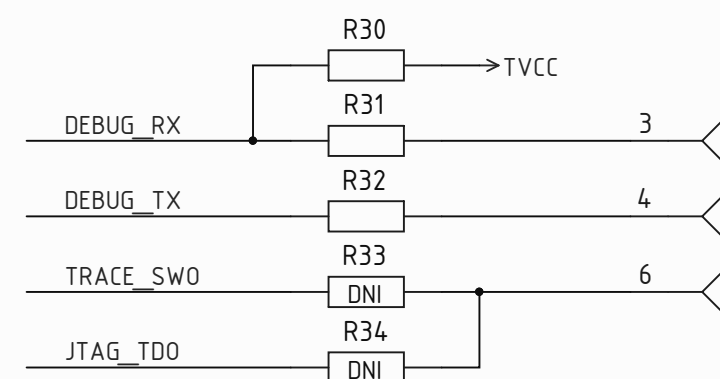 R30
TVCC
R31
DEBUG_RX 3
R32
DEBUG_TX 4
R33
TRACE_SWO DNI 6
R34
JTAG_TDO DNI